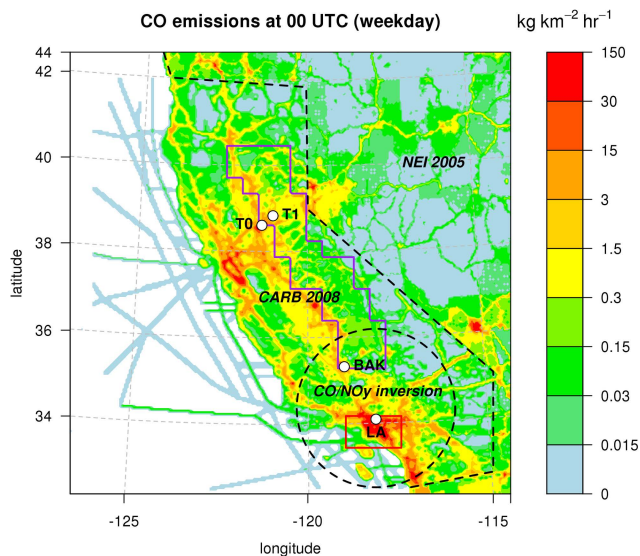 CO emissions at 00 UTC (weekday)
kg km−2 hr−1
44
42
40
38
36
34
latitude
-125
-120
-115
longitude
NEI 2005
T1
T0
CARB 2008
BAK
CO/NOy inversion
LA
150
30
15
3
1.5
0.3
0.15
0.03
0.015
0